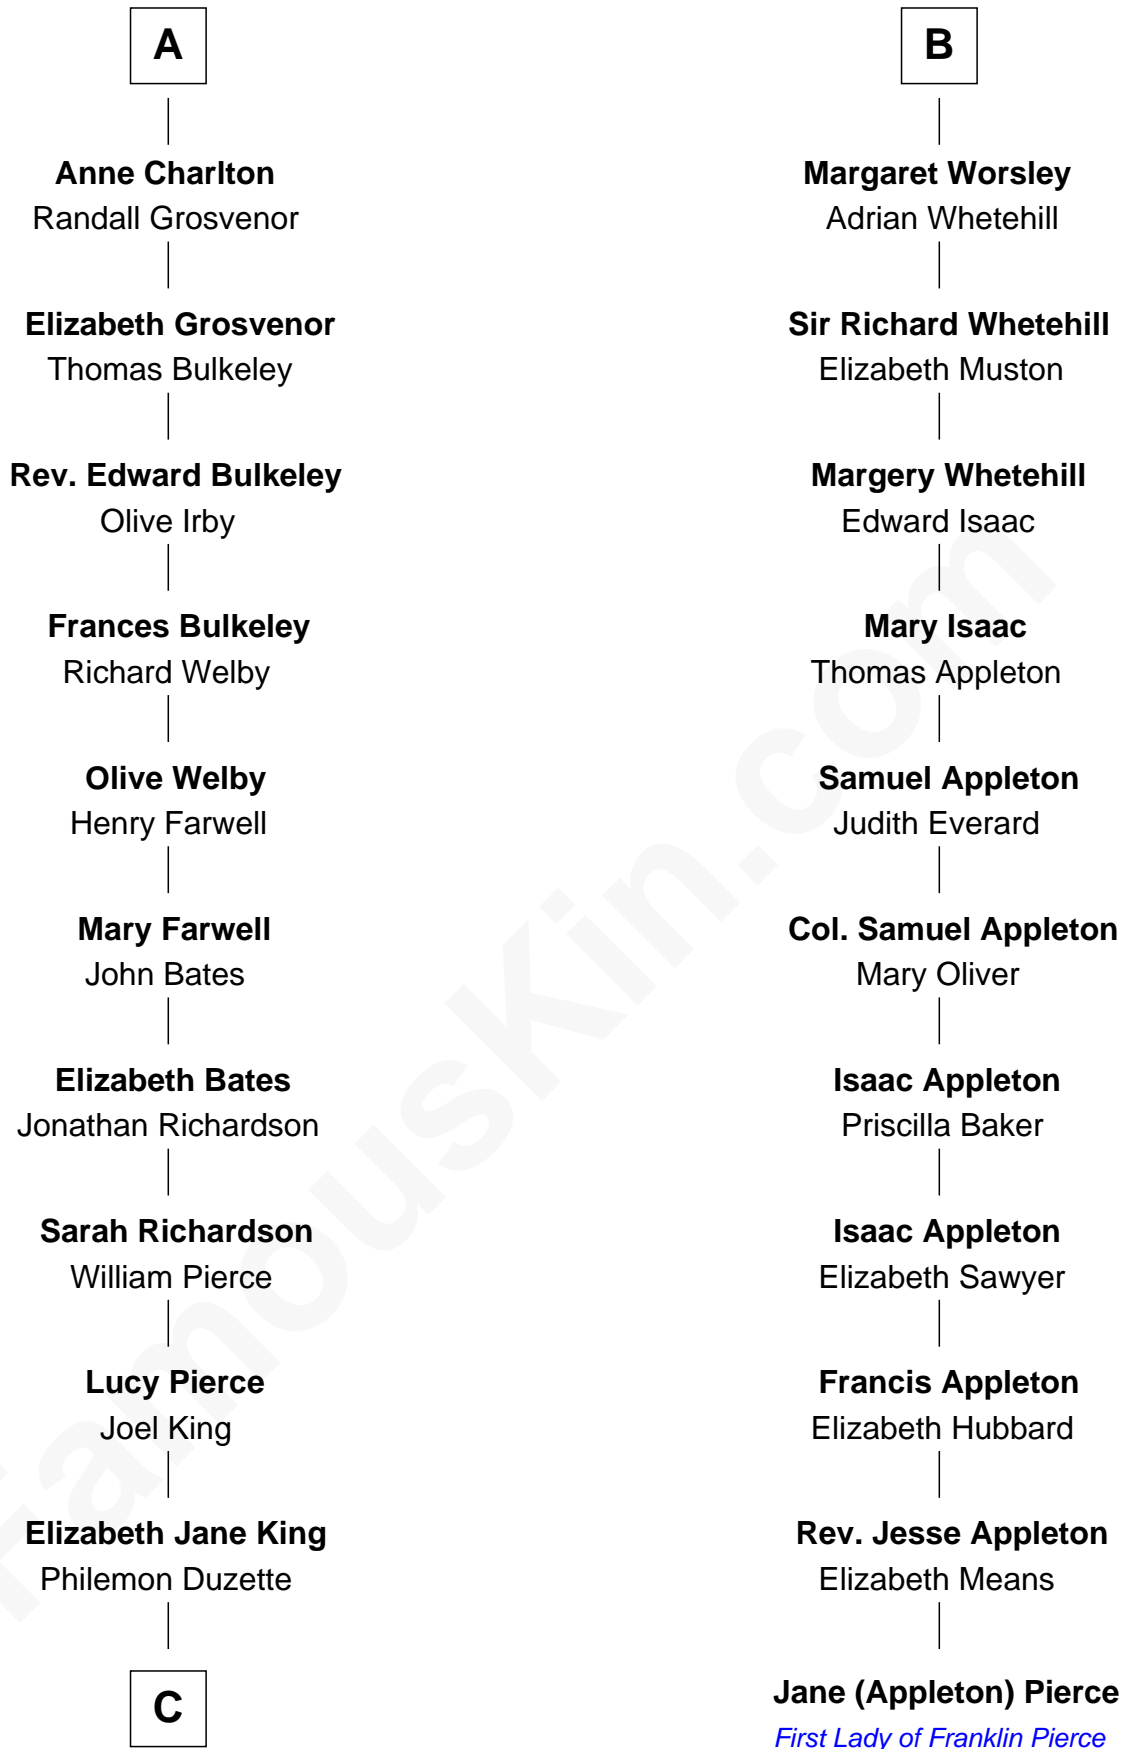 A
Anne Charlton
Randall Grosvenor
Elizabeth Grosvenor
Thomas Bulkeley
Rev. Edward Bulkeley
Olive Irby
Frances Bulkeley
Richard Welby
Olive Welby
Henry Farwell
Mary Farwell
John Bates
Elizabeth Bates
Jonathan Richardson
Sarah Richardson
William Pierce
Lucy Pierce
Joel King
Elizabeth Jane King
Philemon Duzette
C
B
Margaret Worsley
Adrian Whetehill
Sir Richard Whetehill
Elizabeth Muston
Margery Whetehill
Edward Isaac
Mary Isaac
Thomas Appleton
Samuel Appleton
Judith Everard
Col. Samuel Appleton
Mary Oliver
Isaac Appleton
Priscilla Baker
Isaac Appleton
Elizabeth Sawyer
Francis Appleton
Elizabeth Hubbard
Rev. Jesse Appleton
Elizabeth Means
Jane (Appleton) Pierce
First Lady of Franklin Pierce
FamousKin.com